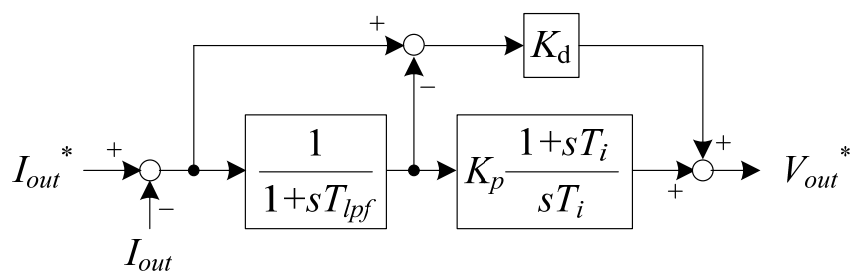 +
K_d
−
+
I_out* + 1/(1+sT_lpf) K_p (1+sT_i)/(sT_i) + V_out*
−
I_out